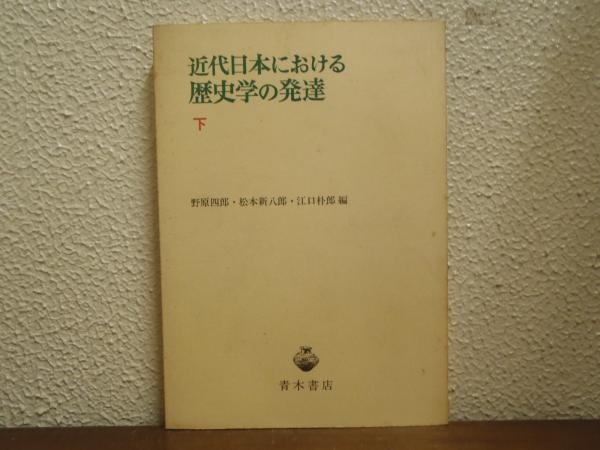 近代日本における
歴史学の発達
下
野原四郎・松本新八郎・江口朴郎 編
青木書店